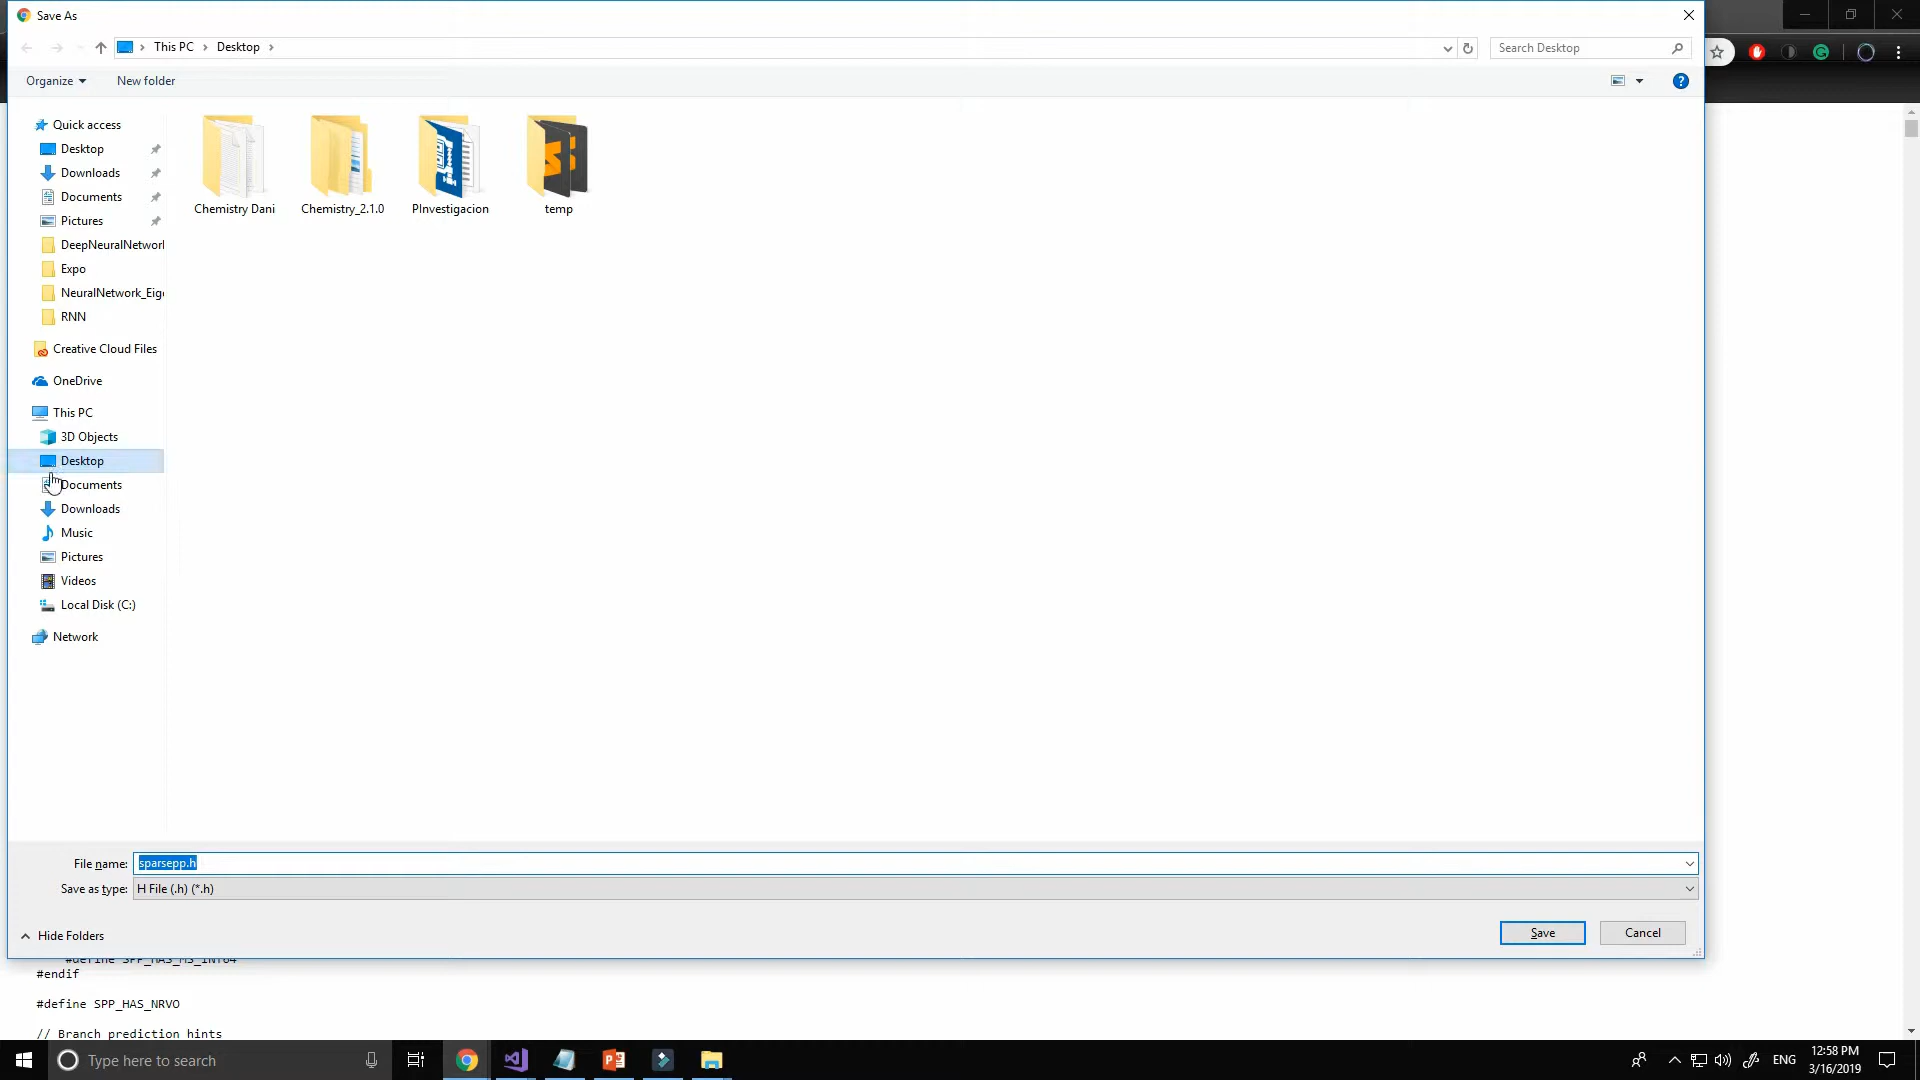 Save As
This PC
Desktop
Search Desktop
Organize
New folder
Quick access
Desktop
Downloads
Documents
Pictures
Expo
RNN
Creative Cloud Files
OneDrive
This PC
3D Objects
Desktop
Documents
Downloads
Music
Pictures
Videos
Local Disk (C:)
Network
Chemistry Dani
Chemistry_2.1.0
PInvestigacion
temp
File name:
sparsepp.h
Save as type:
H File (.h) (*.h)
Hide Folders
Save
Cancel
#endif
#define SPP_HAS_NRVO
// Branch prediction hints
Type here to search
ENG
12:58 PM
3/16/2019